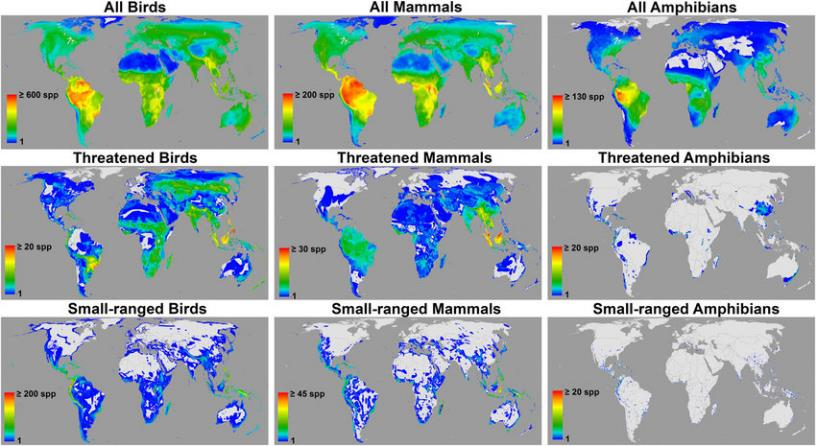 All Birds
All Mammals
All Amphibians
≥ 600 spp
1
≥ 200 spp
1
≥ 130 spp
1
Threatened Birds
Threatened Mammals
Threatened Amphibians
≥ 20 spp
1
≥ 30 spp
1
≥ 20 spp
1
Small-ranged Birds
Small-ranged Mammals
Small-ranged Amphibians
≥ 200 spp
1
≥ 45 spp
1
≥ 20 spp
1